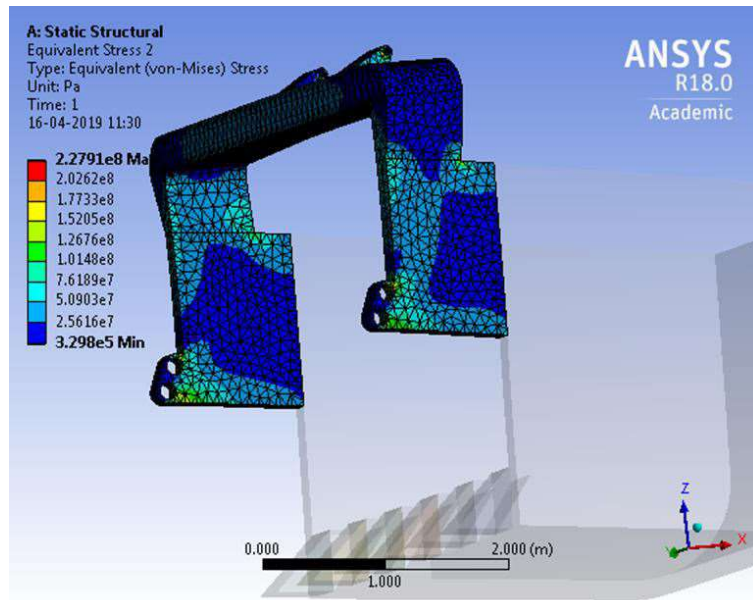 A: Static Structural
Equivalent Stress 2
Type: Equivalent (von-Mises) Stress
Unit: Pa
Time: 1
16-04-2019 11:30
2.2791e8 Ma
2.0262e8
1.7733e8
1.5205e8
1.2676e8
1.0148e8
7.6189e7
5.0903e7
2.5616e7
3.298e5 Min
ANSYS
R18.0
Academic
0.000
2.000 (m)
1.000
Z
X
Y